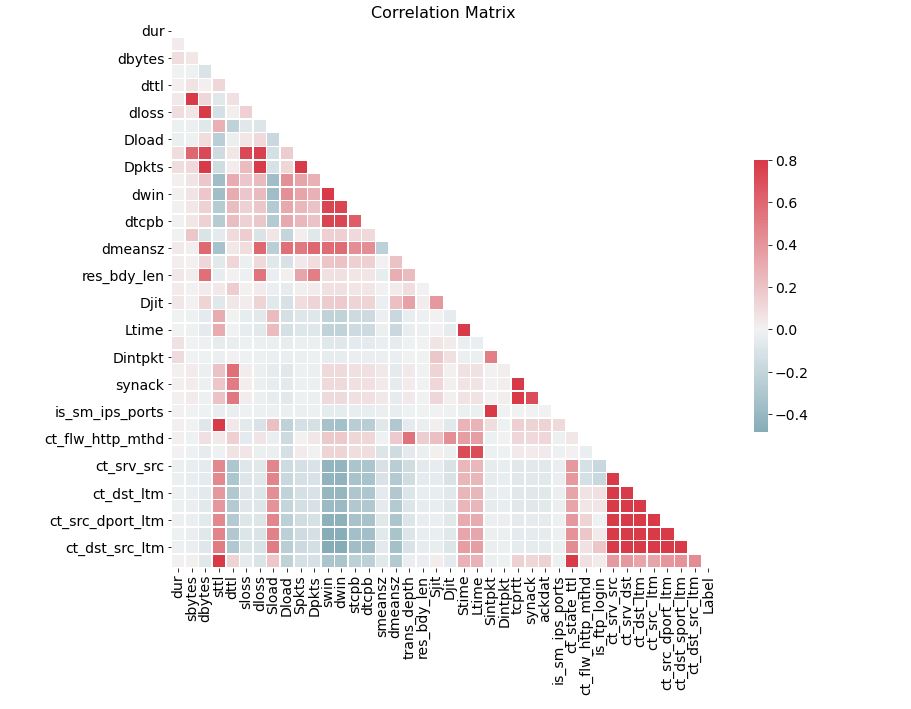 Correlation Matrix
dur
dbytes
dttl
dloss
Dload
Dpkts
dwin
dtcpb
dmeansz
res_bdy_len
Djit
Ltime
Dintpkt
synack
is_sm_ips_ports
ct_flw_http_mthd
ct_srv_src
ct_dst_ltm
ct_src_dport_ltm
ct_dst_src_ltm
0.8
0.6
0.4
0.2
0.0
−0.2
−0.4
dur
sbytes
dbytes
sttl
dttl
sloss
dloss
Sload
Dload
Spkts
Dpkts
swin
dwin
stcpb
dtcpb
smeansz
dmeansz
trans_depth
res_bdy_len
Sjit
Djit
Stime
Ltime
Sintpkt
Dintpkt
tcprtt
synack
ackdat
is_sm_ips_ports
ct_state_ttl
ct_flw_http_mthd
is_ftp_login
ct_srv_src
ct_srv_dst
ct_dst_ltm
ct_src_ltm
ct_src_dport_ltm
ct_dst_sport_ltm
ct_dst_src_ltm
Label